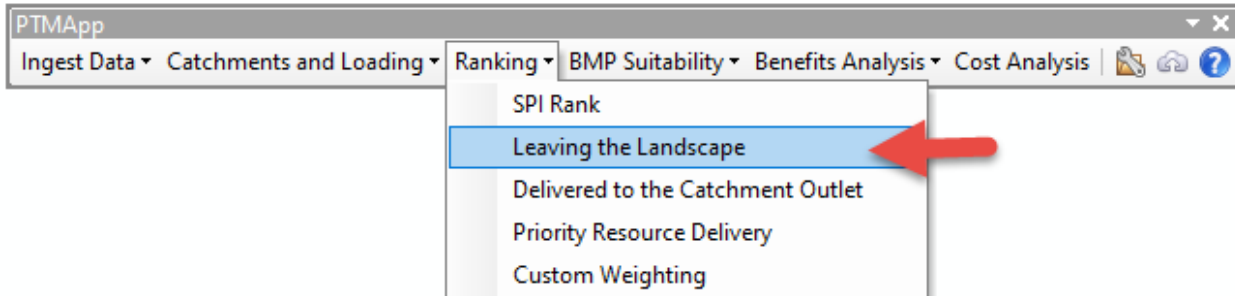 PTMApp
Ingest Data Catchments and Loading Ranking BMP Suitability Benefits Analysis Cost Analysis
SPI Rank
Leaving the Landscape
Delivered to the Catchment Outlet
Priority Resource Delivery
Custom Weighting